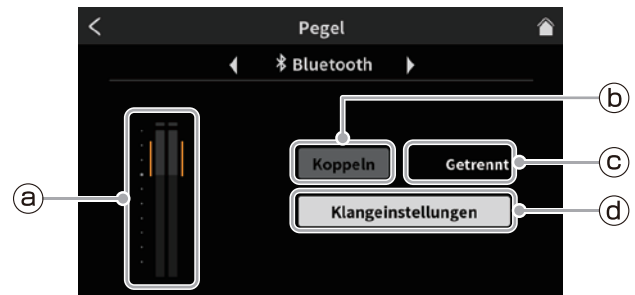 Pegel
Bluetooth
ⓑ
Koppeln
Getrennt
ⓒ
ⓐ
Klangeinstellungen
ⓓ